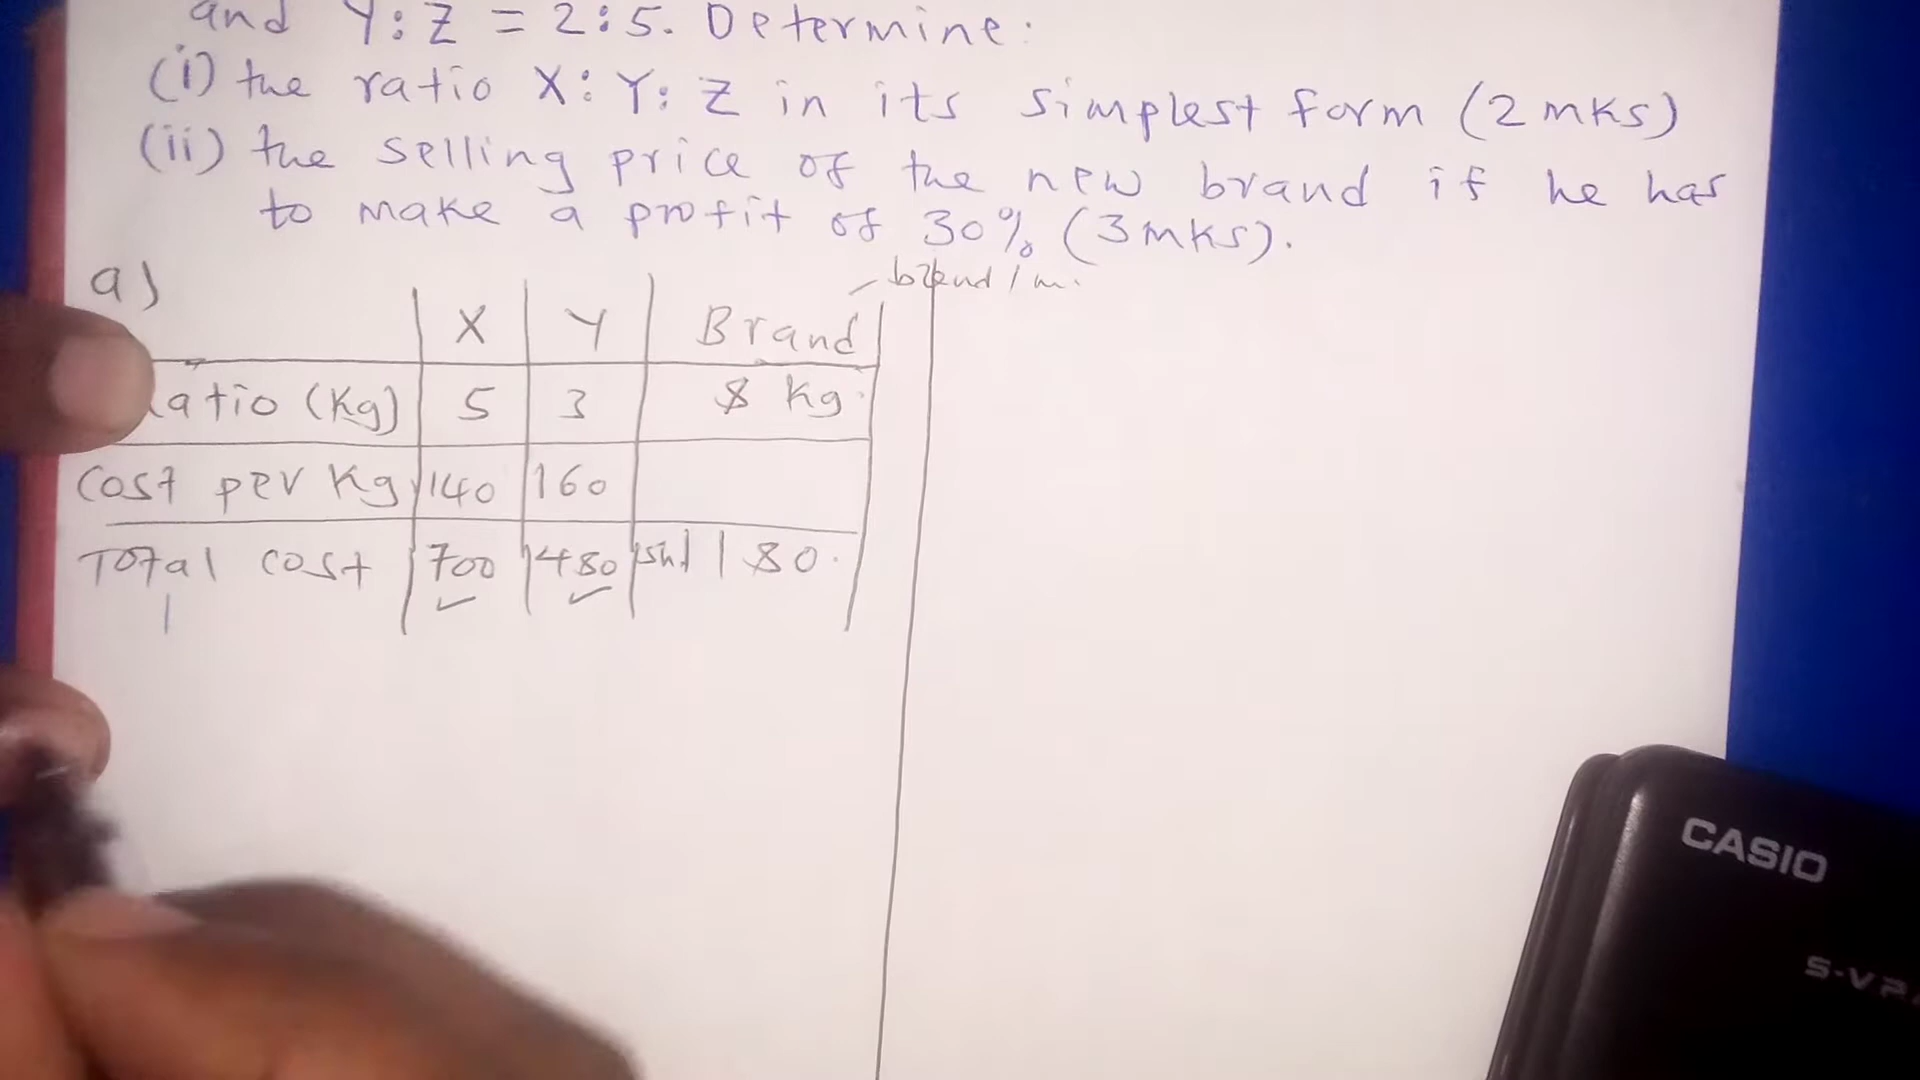 and Y:Z = 2:5. Determine:
(i) the ratio X:Y:Z in its simplest form (2mks)
(ii) the selling price of the new brand if he has
to make a profit of 30% (3mks).
a)
blend / m.
X Y Brand
atio (Kg) 5 3 8 Kg.
Cost per Kg 140 160
Total cost 700 480 sh1180.
CASIO
S-V.P.